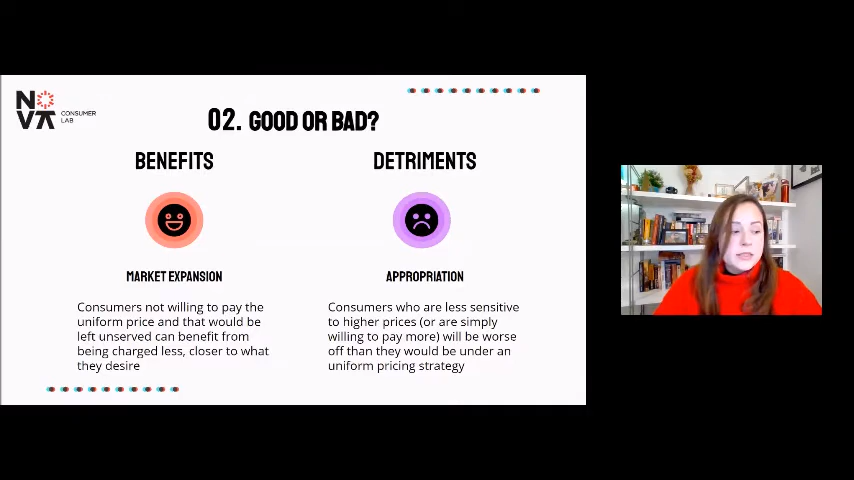 NOVA
CONSUMER
LAB
02. GOOD OR BAD?
BENEFITS
DETRIMENTS
MARKET EXPANSION
APPROPRIATION
Consumers not willing to pay the
uniform price and that would be
left unserved can benefit from
being charged less, closer to what
they desire
Consumers who are less sensitive
to higher prices (or are simply
willing to pay more) will be worse
off than they would be under an
uniform pricing strategy